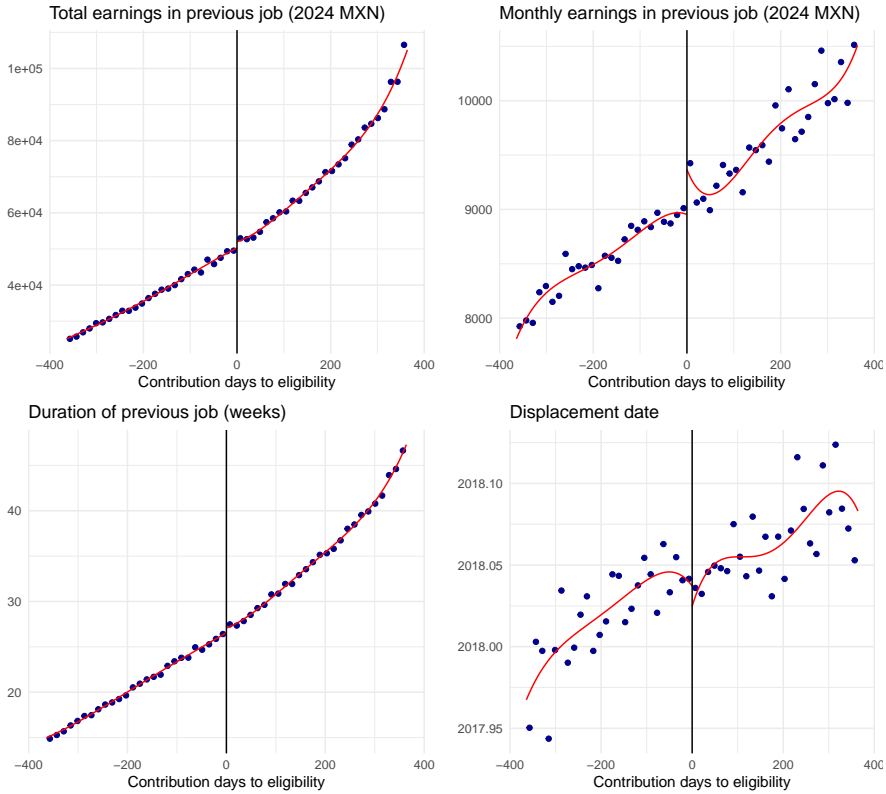 Total earnings in previous job (2024 MXN)
1e+05
8e+04
6e+04
4e+04
−400 −200 0 200 400
Contribution days to eligibility
Monthly earnings in previous job (2024 MXN)
10000
9000
8000
−400 −200 0 200 400
Contribution days to eligibility
Duration of previous job (weeks)
40
30
20
−400 −200 0 200 400
Contribution days to eligibility
Displacement date
2018.10
2018.05
2018.00
2017.95
−400 −200 0 200 400
Contribution days to eligibility